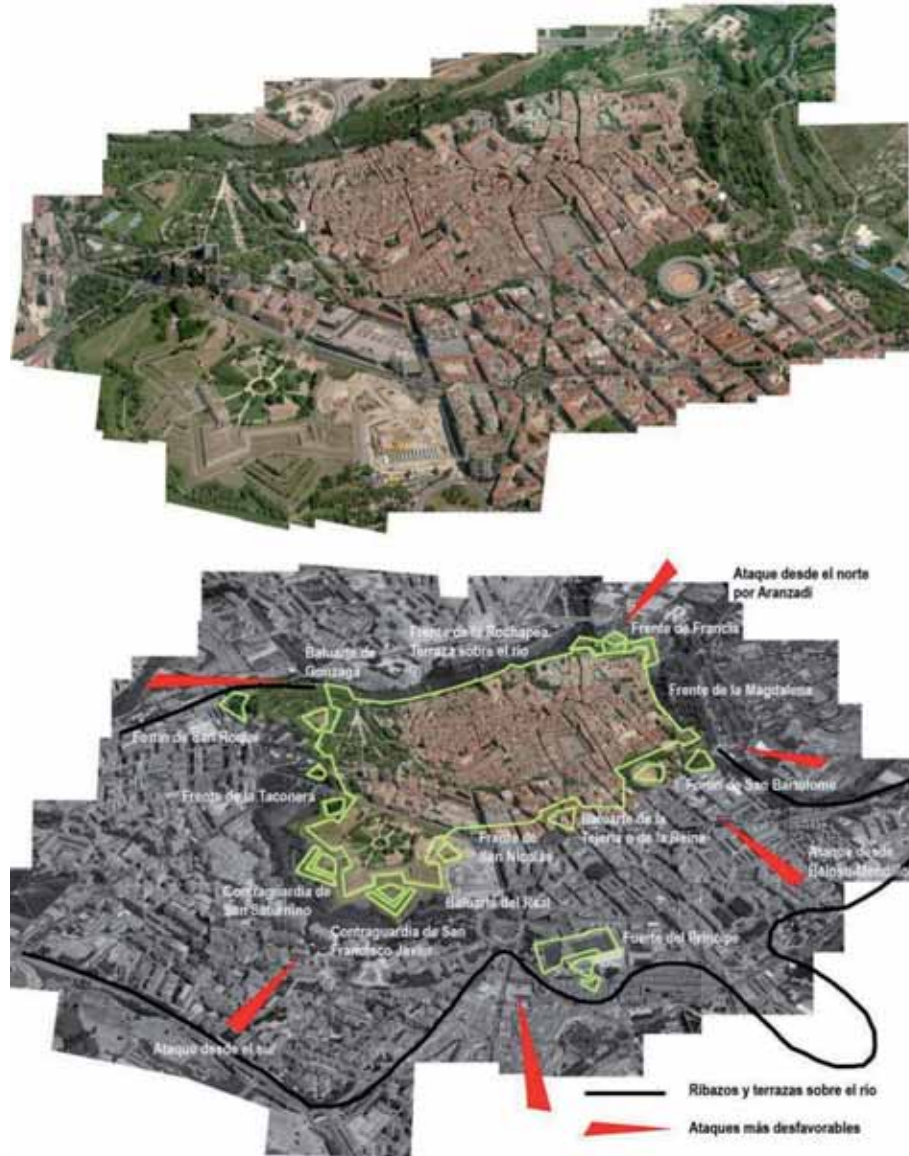 Ataque desde el norte
por Aranzadi
Frente de Francia
Frente de la Rochapea.
Terraza sobre el río
Baluarte de
Gonzaga
Frente de la Magdalena
Fortín de San Roque
Fortín de San Bartolomé
Frente de la Taconera
Baluarte de la
Tejería o de la Reina
Frente de
San Nicolás
Ataque desde
Contraguardia de
San Saturnino
Baluarte del Real
Contraguardia de San
Francisco Javier
Fuerte del Príncipe
Ataque desde el sur
Ribazos y terrazas sobre el río
Ataques más desfavorables